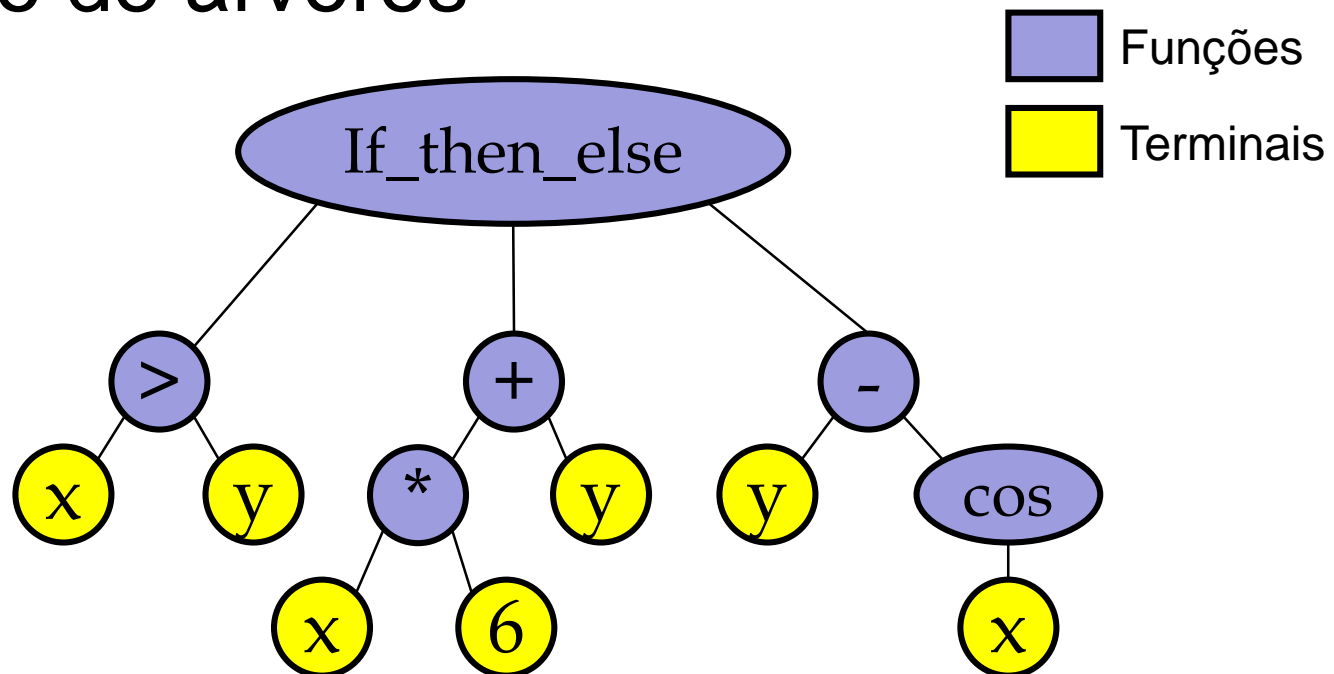 de árvores
Funções
Terminais
If_then_else
> + -
x y * y y cos
x 6 x